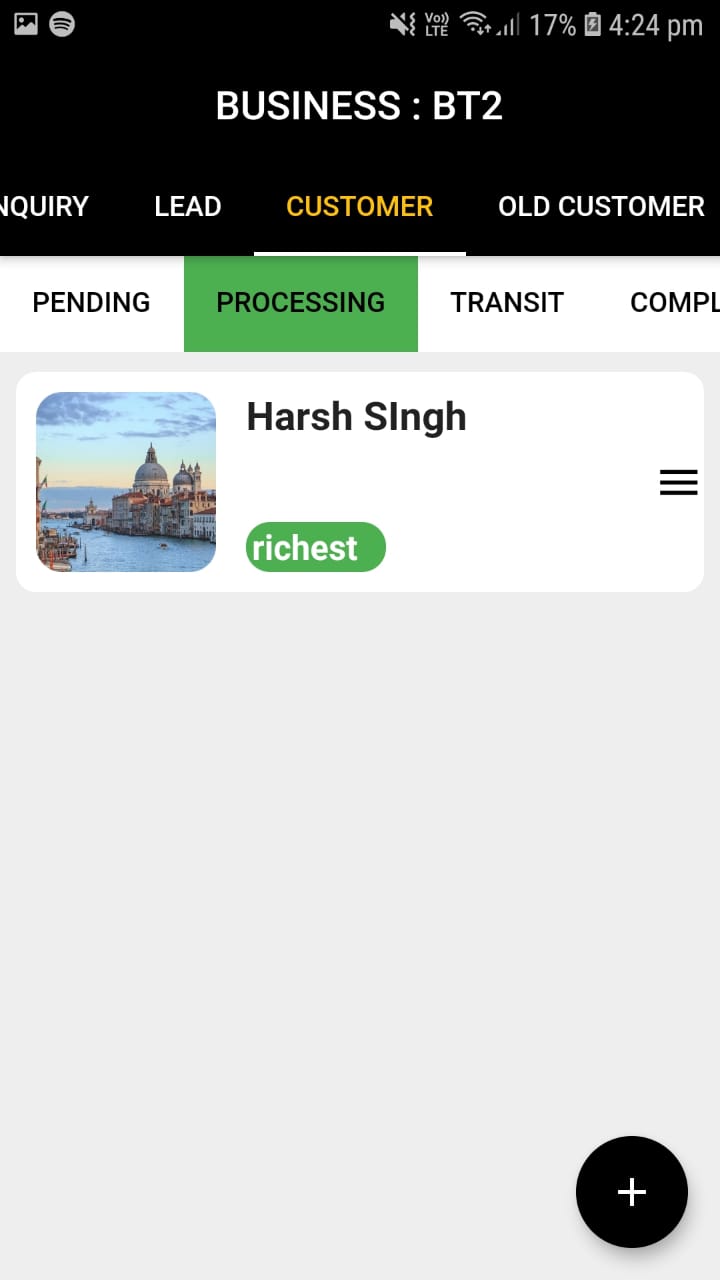 Vo)) LTE 17% 4:24 pm
BUSINESS : BT2
NQUIRY LEAD CUSTOMER OLD CUSTOMER
PENDING PROCESSING TRANSIT COMPL
Harsh SIngh
richest